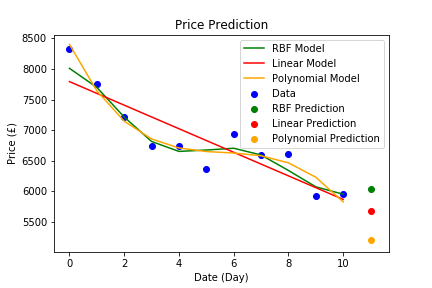 Price Prediction
8500
8000
7500
7000
6500
6000
5500
Price (£)
RBF Model
Linear Model
Polynomial Model
Data
RBF Prediction
Linear Prediction
Polynomial Prediction
0 2 4 6 8 10
Date (Day)